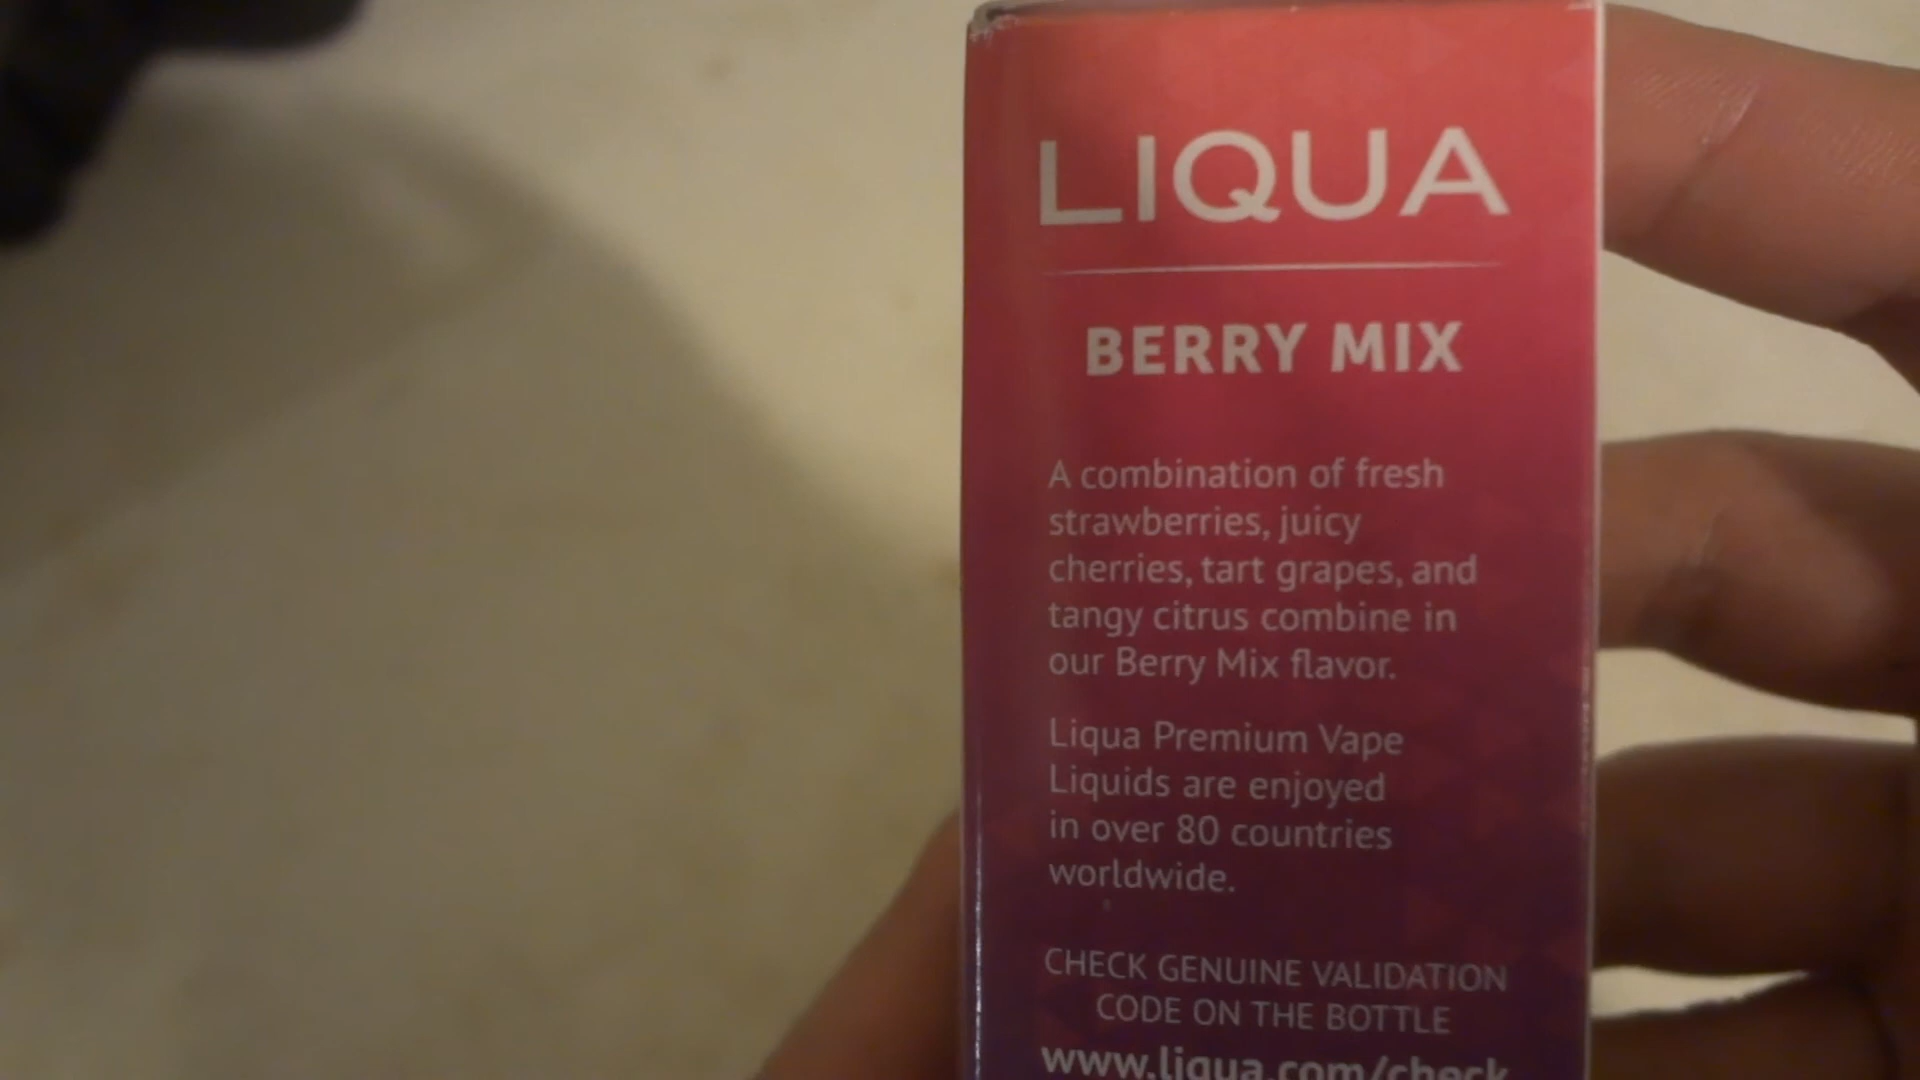 LIQUA
BERRY MIX
A combination of fresh
strawberries, juicy
cherries, tart grapes, and
tangy citrus combine in
our Berry Mix flavor.
Liqua Premium Vape
Liquids are enjoyed
in over 80 countries
worldwide.
CHECK GENUINE VALIDATION
CODE ON THE BOTTLE
www.liqua.com/check